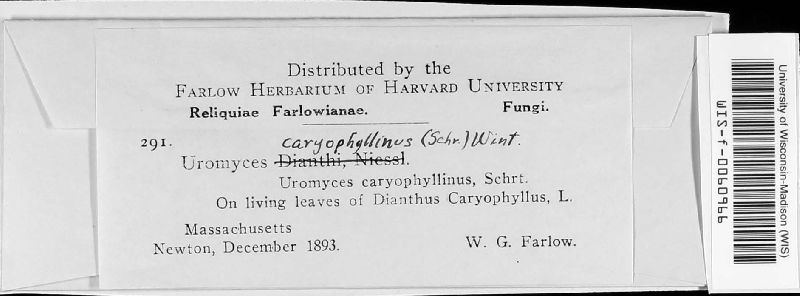 Distributed by the
FARLOW HERBARIUM OF HARVARD UNIVERSITY
Reliquiae Farlowianae. Fungi.
291. caryophyllinus (Schr.) Wint.
Uromyces Dianthi, Niessl.
Uromyces caryophyllinus, Schrt.
On living leaves of Dianthus Caryophyllus, L.
Massachusetts
Newton, December 1893. W. G. Farlow.
University of Wisconsin-Madison (WIS)
WIS-f-0060966